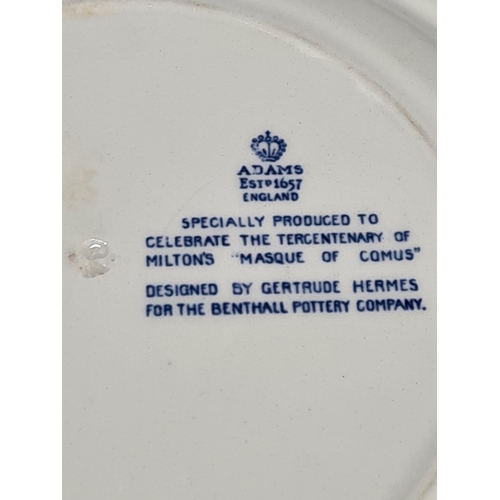 ADAMS
ESTD 1657
ENGLAND
SPECIALLY PRODUCED TO
CELEBRATE THE TERCENTENARY OF
MILTON'S "MASQUE OF COMUS"
DESIGNED BY GERTRUDE HERMES
FOR THE BENTHALL POTTERY COMPANY.